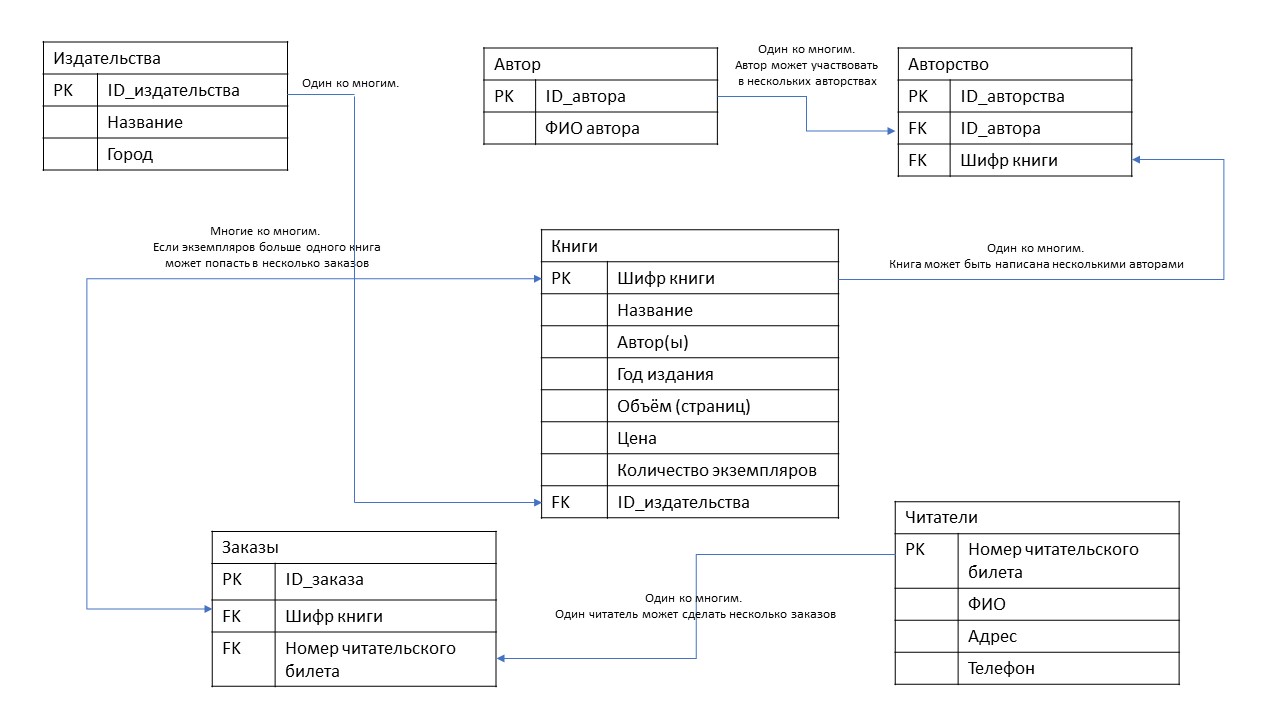 Издательства
PK ID_издательства
Название
Город
Один ко многим.
Автор
PK ID_автора
ФИО автора
Один ко многим.
Автор может участвовать
в нескольких авторствах
Авторство
PK ID_авторства
FK ID_автора
FK Шифр книги
Многие ко многим.
Если экземпляров больше одного книга
может попасть в несколько заказов
Книги
PK Шифр книги
Название
Автор(ы)
Год издания
Объём (страниц)
Цена
Количество экземпляров
FK ID_издательства
Один ко многим.
Книга может быть написана несколькими авторами
Заказы
PK ID_заказа
FK Шифр книги
FK Номер читательского
билета
Один ко многим.
Один читатель может сделать несколько заказов
Читатели
PK Номер читательского
билета
ФИО
Адрес
Телефон